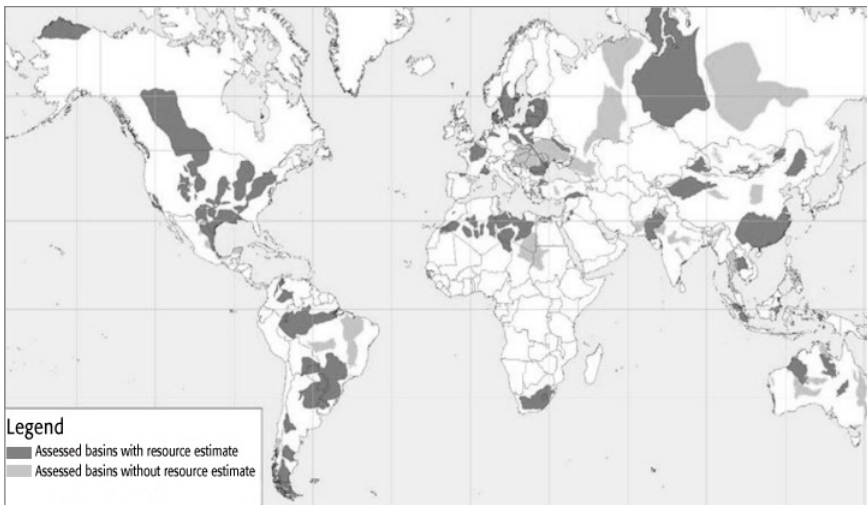 Legend
Assessed basins with resource estimate
Assessed basins without resource estimate